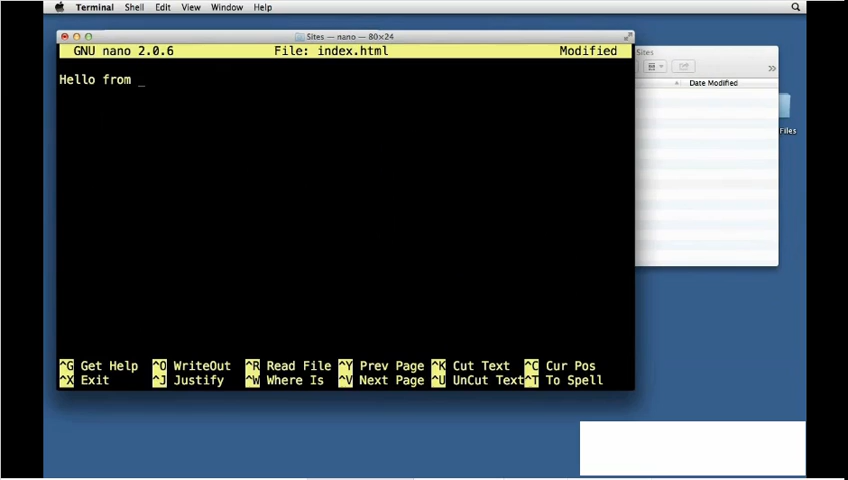 Terminal Shell Edit View Window Help
Sites — nano — 80×24
GNU nano 2.0.6 File: index.html Modified
Hello from _
Sites
Date Modified
Files
^G Get Help ^O WriteOut ^R Read File ^Y Prev Page ^K Cut Text ^C Cur Pos
^X Exit ^J Justify ^W Where Is ^V Next Page ^U UnCut Text ^T To Spell